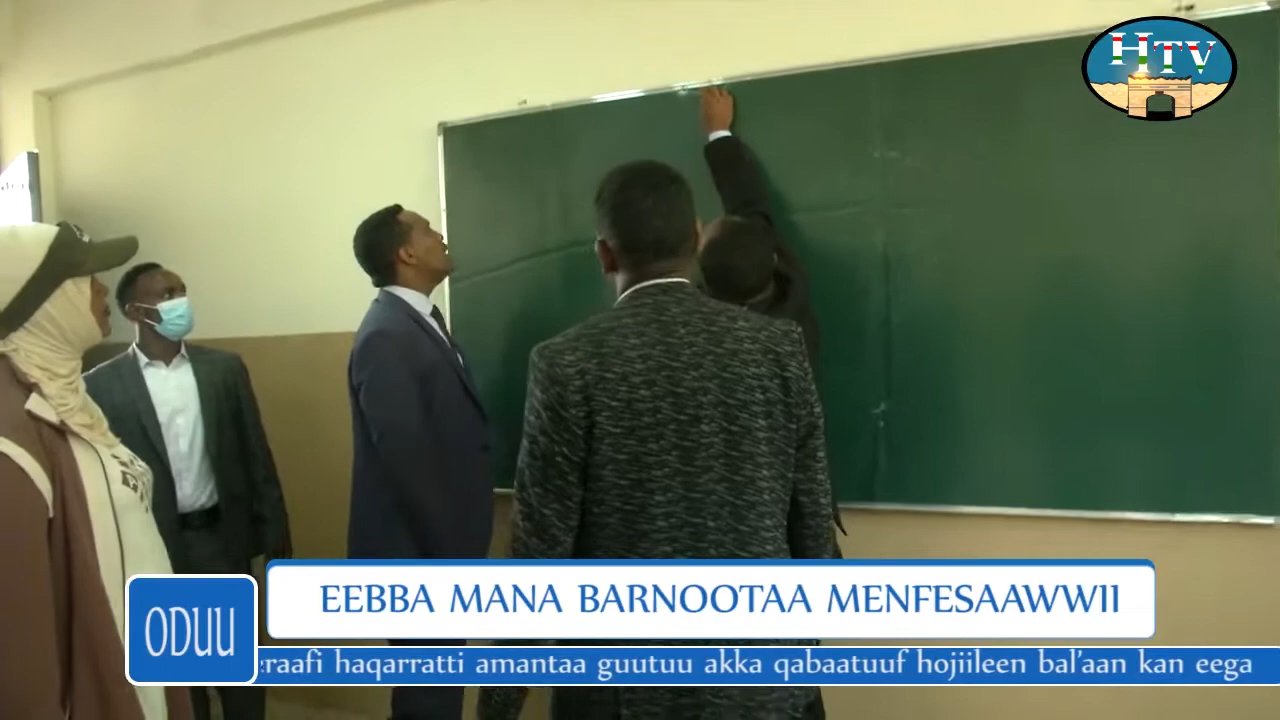 HTV
EEBBA MANA BARNOOTAA MENFESAAWWII
ODUU
haqarratti amantaa guutuu akka qabaatuuf hojiileen bal'aan kan eega